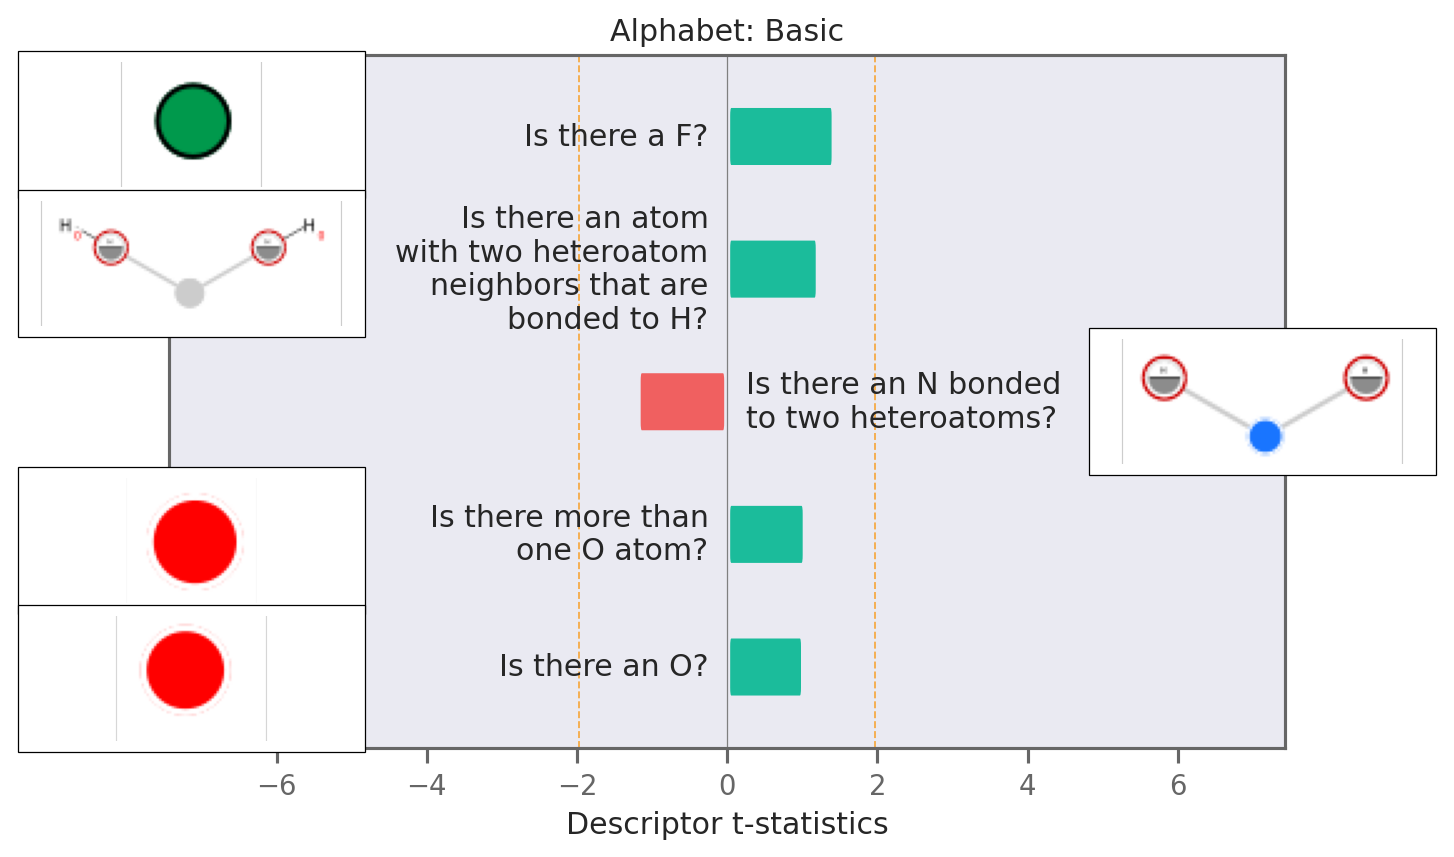 Alphabet: Basic
Is there a F?
Is there an atom
with two heteroatom
neighbors that are
bonded to H?
H
H
Is there an N bonded
to two heteroatoms?
Is there more than
one O atom?
Is there an O?
−6
−4
−2
0
2
4
6
Descriptor t-statistics